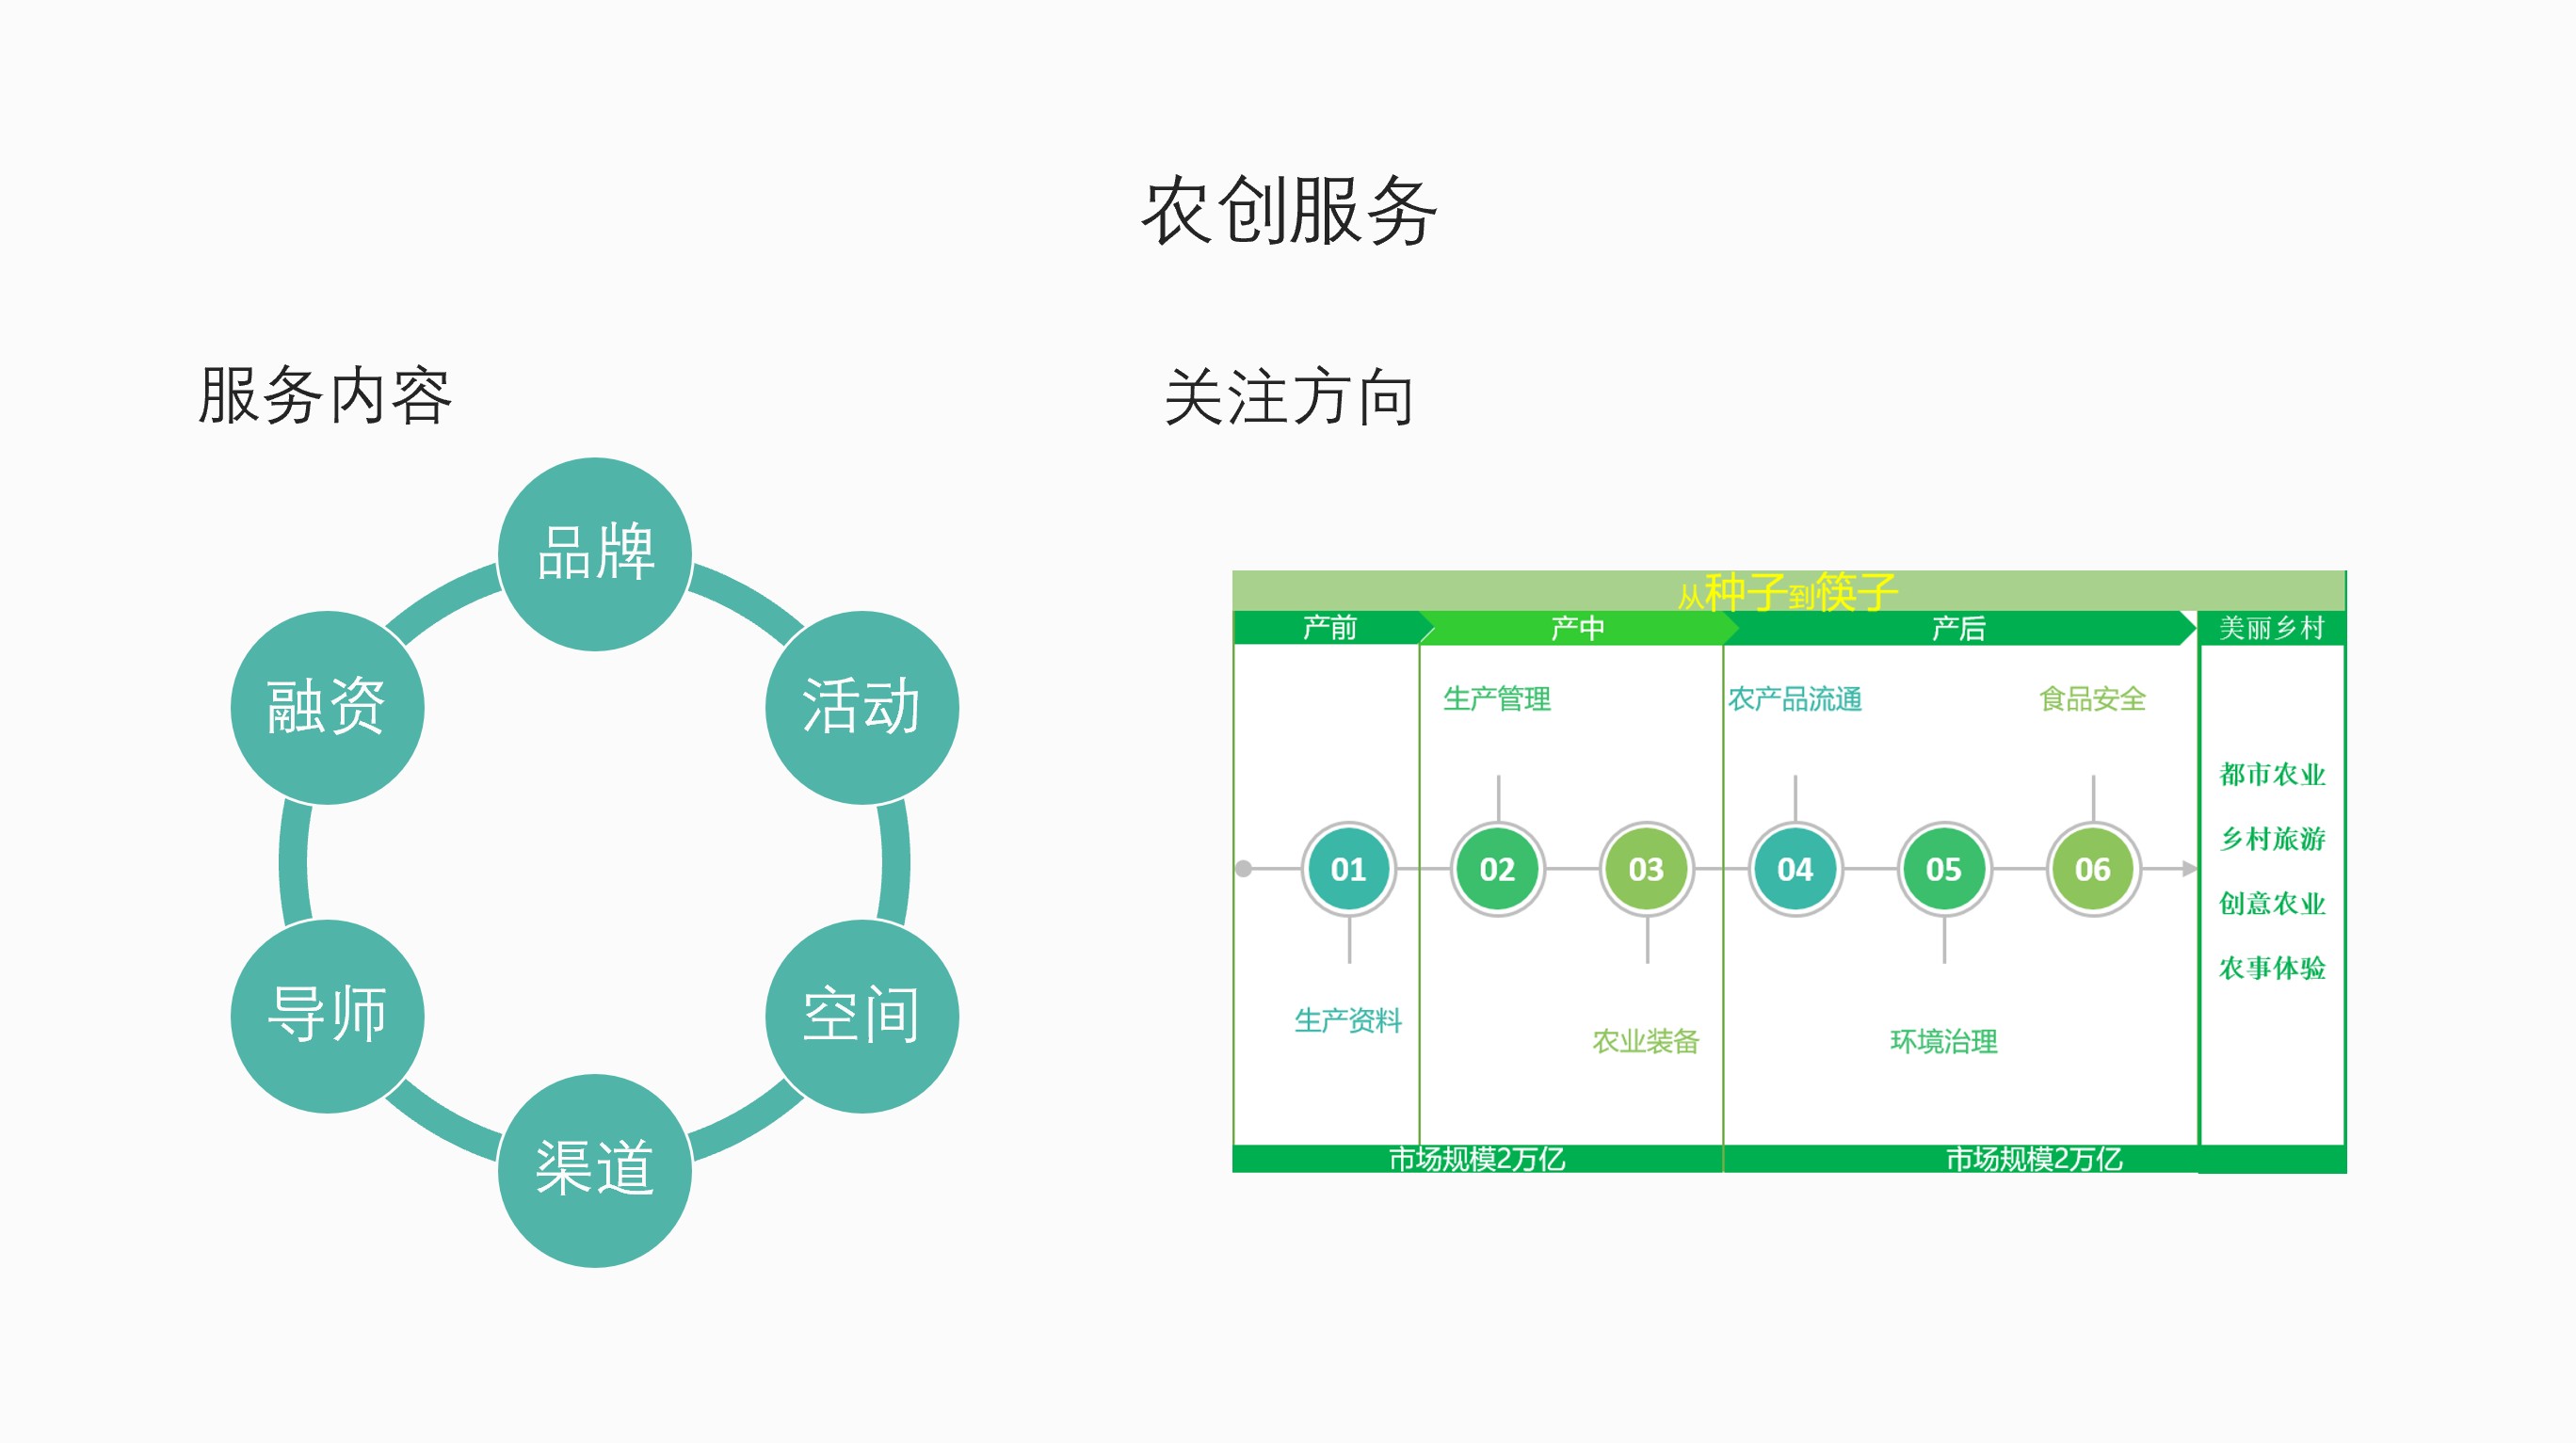 农创服务
服务内容
品牌
活动
空间
渠道
导师
融资
关注方向
从种子到筷子
产前
产中
产后
美丽乡村
生产管理
农产品流通
食品安全
01
02
03
04
05
06
生产资料
农业装备
环境治理
都市农业
乡村旅游
创意农业
农事体验
市场规模2万亿
市场规模2万亿